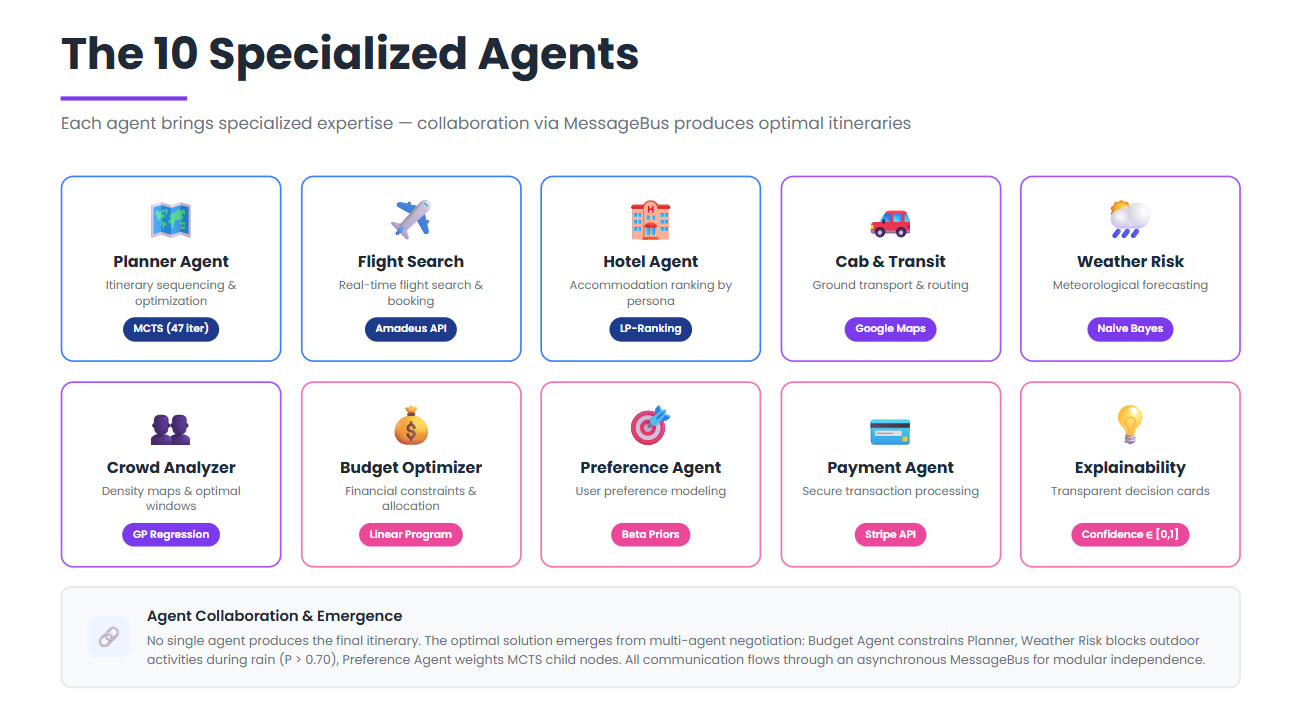 The 10 Specialized Agents
Each agent brings specialized expertise — collaboration via MessageBus produces optimal itineraries
Planner Agent
Itinerary sequencing &
optimization
MCTS (47 iter)
Flight Search
Real-time flight search &
booking
Amadeus API
H
Hotel Agent
Accommodation ranking by
persona
LP-Ranking
Cab & Transit
Ground transport & routing
Google Maps
Weather Risk
Meteorological forecasting
Naive Bayes
Crowd Analyzer
Density maps & optimal
windows
GP Regression
$
Budget Optimizer
Financial constraints &
allocation
Linear Program
Preference Agent
User preference modeling
Beta Priors
Payment Agent
Secure transaction processing
Stripe API
Explainability
Transparent decision cards
Confidence ∈ [0,1]
Agent Collaboration & Emergence
No single agent produces the final itinerary. The optimal solution emerges from multi-agent negotiation: Budget Agent constrains Planner, Weather Risk blocks outdoor
activities during rain (P > 0.70), Preference Agent weights MCTS child nodes. All communication flows through an asynchronous MessageBus for modular independence.